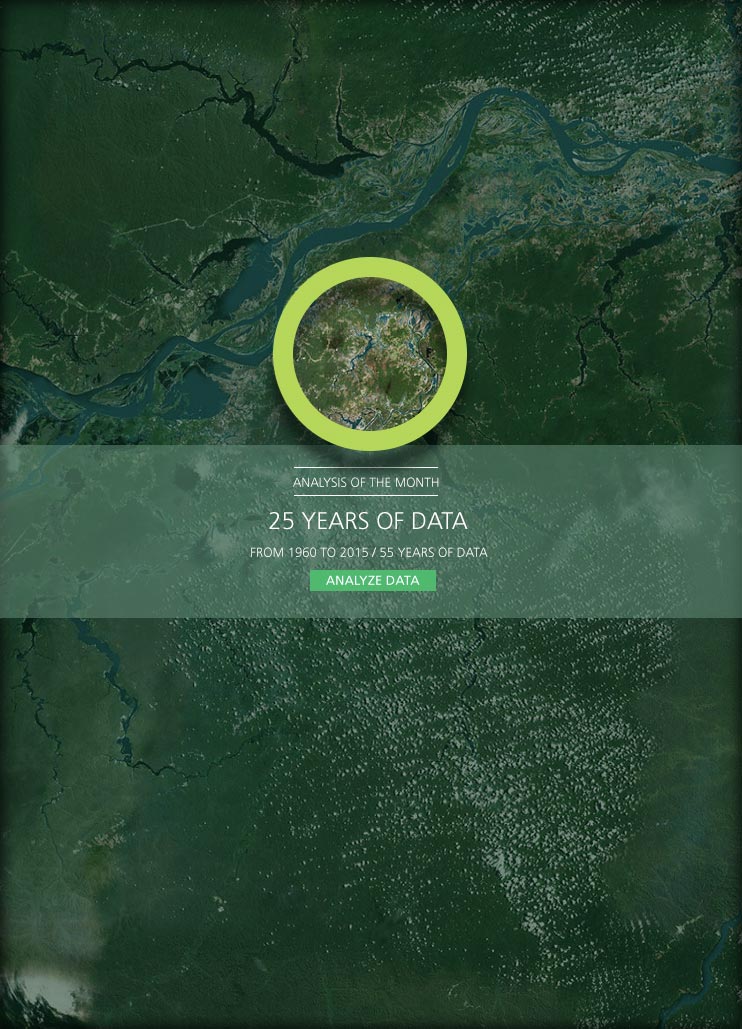 ANALYSIS OF THE MONTH
25 YEARS OF DATA
FROM 1960 TO 2015 / 55 YEARS OF DATA
ANALYZE DATA